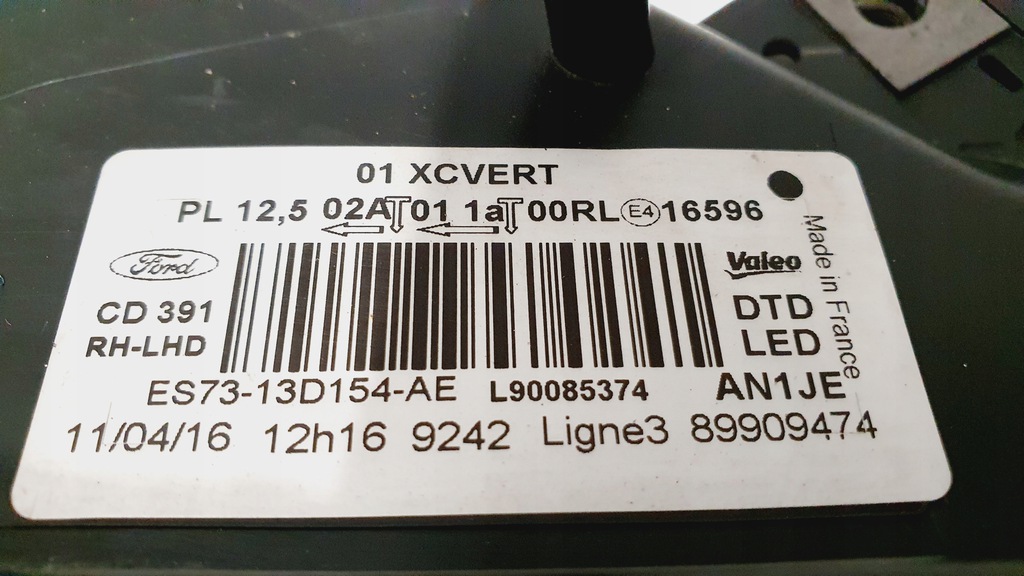 01 XCVERT
PL 12,5 02A 01 1a 00RL E4 16596
Ford
Valeo
Made in France
CD 391
DTD
RH-LHD
LED
ES73-13D154-AE L90085374 AN1JE
11/04/16 12h16 9242 Ligne3 89909474